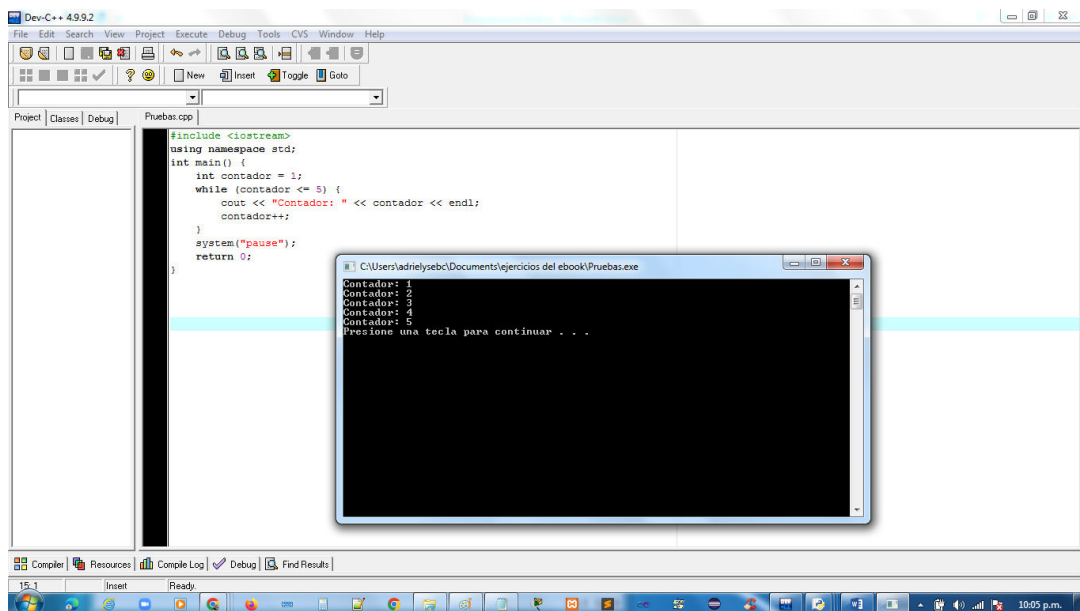 Dev-C++ 4.9.9.2
File Edit Search View Project Execute Debug Tools CVS Window Help
New Insert Toggle Goto
Project Classes Debug Pruebas.cpp
#include <iostream>
using namespace std;
int main() {
int contador = 1;
while (contador <= 5) {
cout << "Contador: " << contador << endl;
contador++;
}
system("pause");
return 0;
}
C:\Users\adrielysebc\Documents\ejercicios del ebook\Pruebas.exe
Contador: 1
Contador: 2
Contador: 3
Contador: 4
Contador: 5
Presione una tecla para continuar . . .
Compiler Resources Compile Log Debug Find Results
15: 1 Insert Ready.
10:05 p.m.